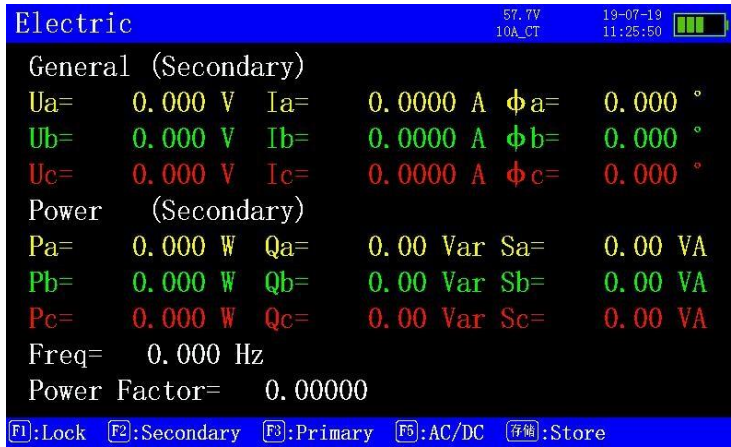 Electric 57.7V 19-07-19
10A_CT 11:25:50
General (Secondary)
Ua= 0.000 V Ia= 0.0000 A ϕa= 0.000 °
Ub= 0.000 V Ib= 0.0000 A ϕb= 0.000 °
Uc= 0.000 V Ic= 0.0000 A ϕc= 0.000 °
Power (Secondary)
Pa= 0.000 W Qa= 0.00 Var Sa= 0.00 VA
Pb= 0.000 W Qb= 0.00 Var Sb= 0.00 VA
Pc= 0.000 W Qc= 0.00 Var Sc= 0.00 VA
Freq= 0.000 Hz
Power Factor= 0.00000
F1:Lock F2:Secondary F3:Primary F5:AC/DC 存储:Store